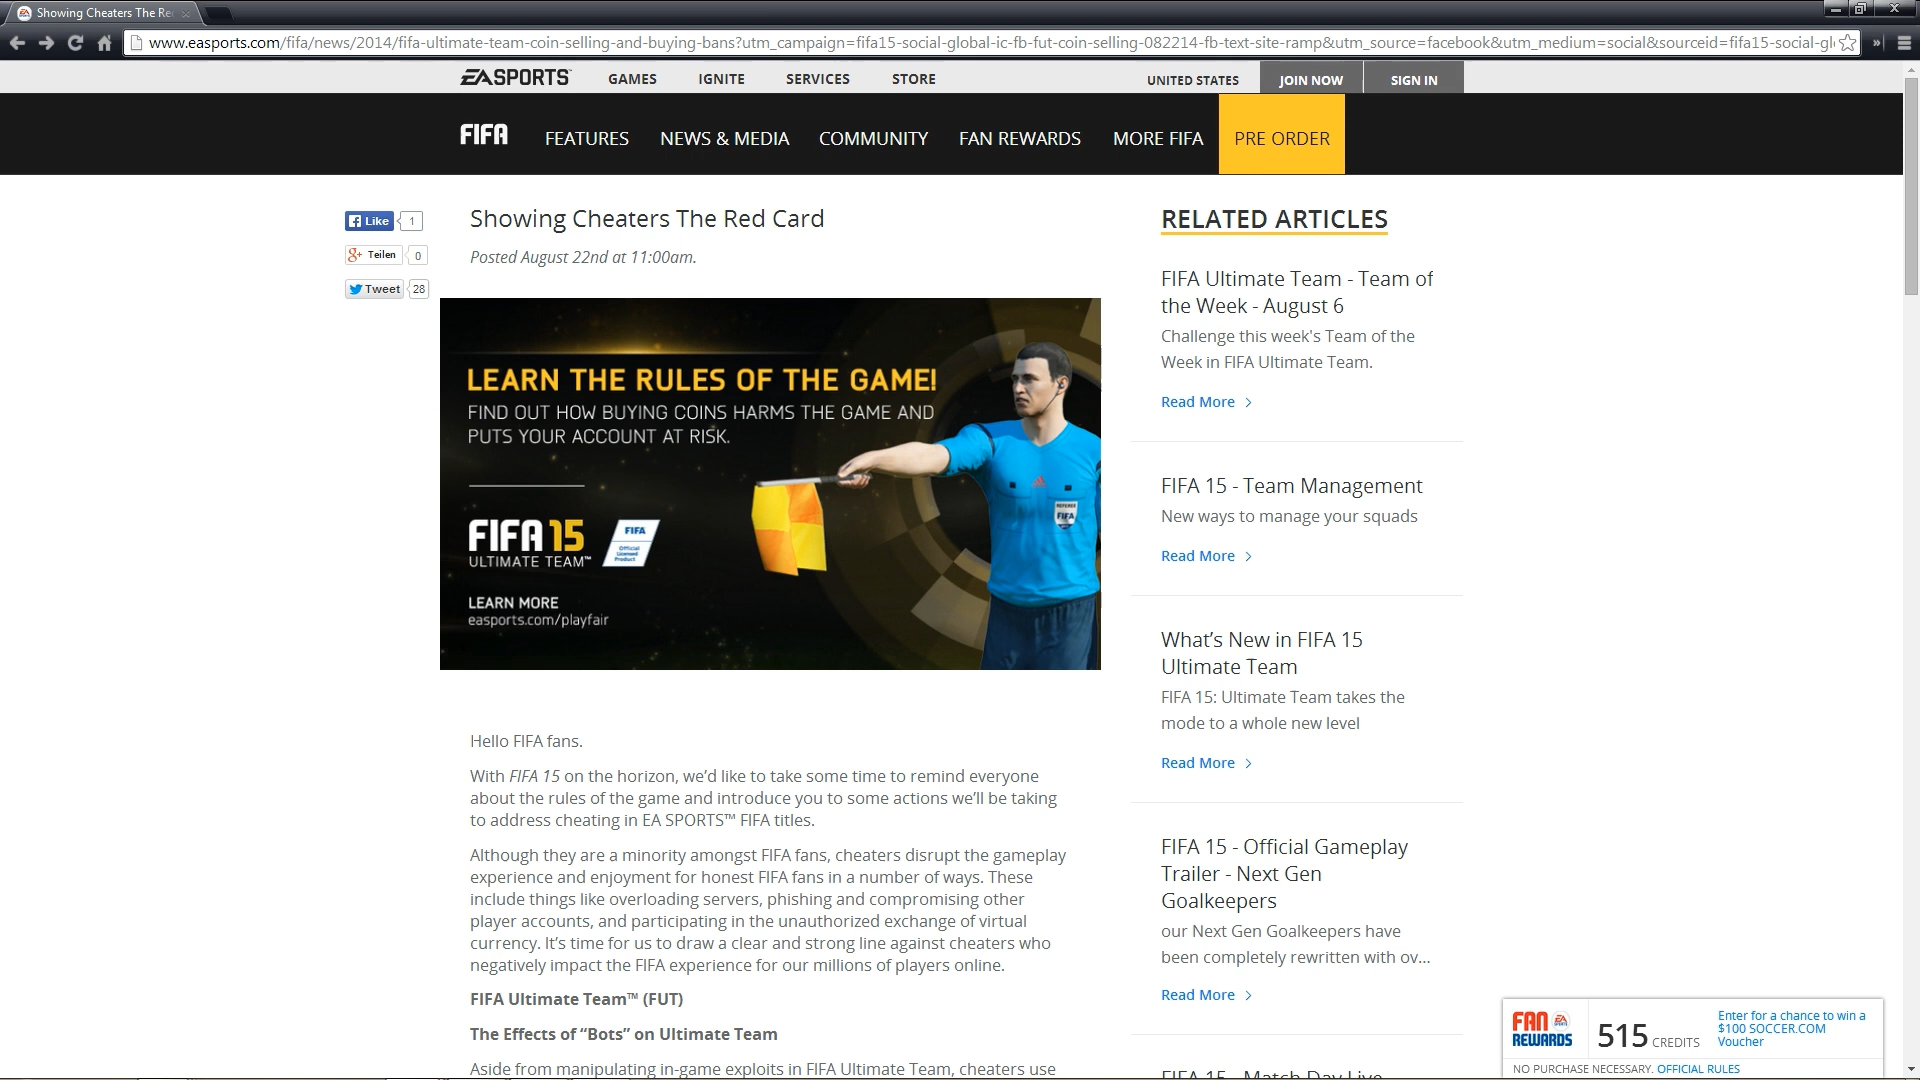 Showing Cheaters The Re
www.easports.com/fifa/news/2014/fifa-ultimate-team-coin-selling-and-buying-bans?utm_campaign=fifa15-social-global-ic-fb-fut-coin-selling-082214-fb-text-site-ramp&utm_source=facebook&utm_medium=social&sourceid=fifa15-social-gl
EA SPORTS™ GAMES IGNITE SERVICES STORE UNITED STATES JOIN NOW SIGN IN
FIFA FEATURES NEWS & MEDIA COMMUNITY FAN REWARDS MORE FIFA PRE ORDER
Like 1
Teilen 0
Tweet 28
Showing Cheaters The Red Card
Posted August 22nd at 11:00am.
LEARN THE RULES OF THE GAME!
FIND OUT HOW BUYING COINS HARMS THE GAME AND
PUTS YOUR ACCOUNT AT RISK.
FIFA 15
ULTIMATE TEAM™
FIFA
Official
Licensed
Product
LEARN MORE
easports.com/playfair
REFEREE
FIFA
Hello FIFA fans.
With FIFA 15 on the horizon, we’d like to take some time to remind everyone
about the rules of the game and introduce you to some actions we’ll be taking
to address cheating in EA SPORTS™ FIFA titles.
Although they are a minority amongst FIFA fans, cheaters disrupt the gameplay
experience and enjoyment for honest FIFA fans in a number of ways. These
include things like overloading servers, phishing and compromising other
player accounts, and participating in the unauthorized exchange of virtual
currency. It’s time for us to draw a clear and strong line against cheaters who
negatively impact the FIFA experience for our millions of players online.
FIFA Ultimate Team™ (FUT)
The Effects of “Bots” on Ultimate Team
Aside from manipulating in-game exploits in FIFA Ultimate Team, cheaters use
RELATED ARTICLES
FIFA Ultimate Team - Team of
the Week - August 6
Challenge this week's Team of the
Week in FIFA Ultimate Team.
Read More
FIFA 15 - Team Management
New ways to manage your squads
Read More
What’s New in FIFA 15
Ultimate Team
FIFA 15: Ultimate Team takes the
mode to a whole new level
Read More
FIFA 15 - Official Gameplay
Trailer - Next Gen
Goalkeepers
our Next Gen Goalkeepers have
been completely rewritten with ov...
Read More
FIFA 15 - Match Day Live
FAN REWARDS
515 CREDITS
Enter for a chance to win a
$100 SOCCER.COM
Voucher
NO PURCHASE NECESSARY. OFFICIAL RULES